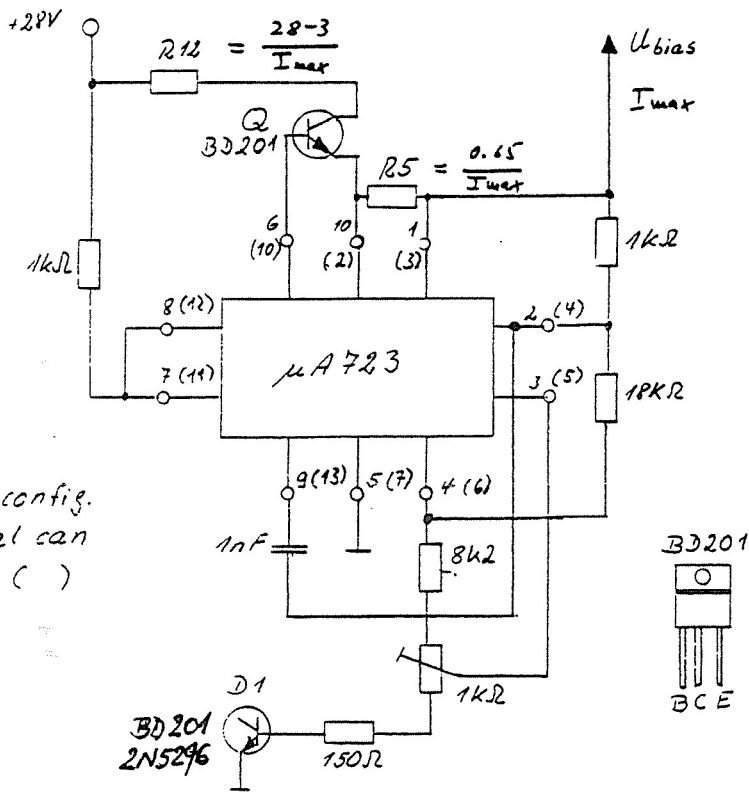 +28V
R12 = 28-3 / Imax
Ubias
Imax
Q
BD201
R5 = 0.65 / Imax
6 (10)
10 (2)
1 (3)
1kΩ
1kΩ
8 (12)
2 (4)
µA723
7 (11)
3 (5)
18KΩ
9 (13)
5 (7)
4 (6)
config.
can
( )
1nF
8k2
BD201
1kΩ
D1
BD201
2N5296
150Ω
B C E